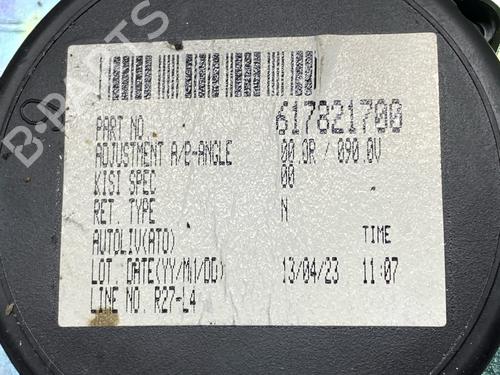 PART NO. 617821700
ADJUSTMENT A/B-ANGLE 00.0R / 090.0V
KISI SPEC 00
RET. TYPE N
AUTOLIV(ATO) TIME
LOT. DATE(YY/MM/DD) 13/04/23 11:07
LINE NO. R27-L4
B-PARTS